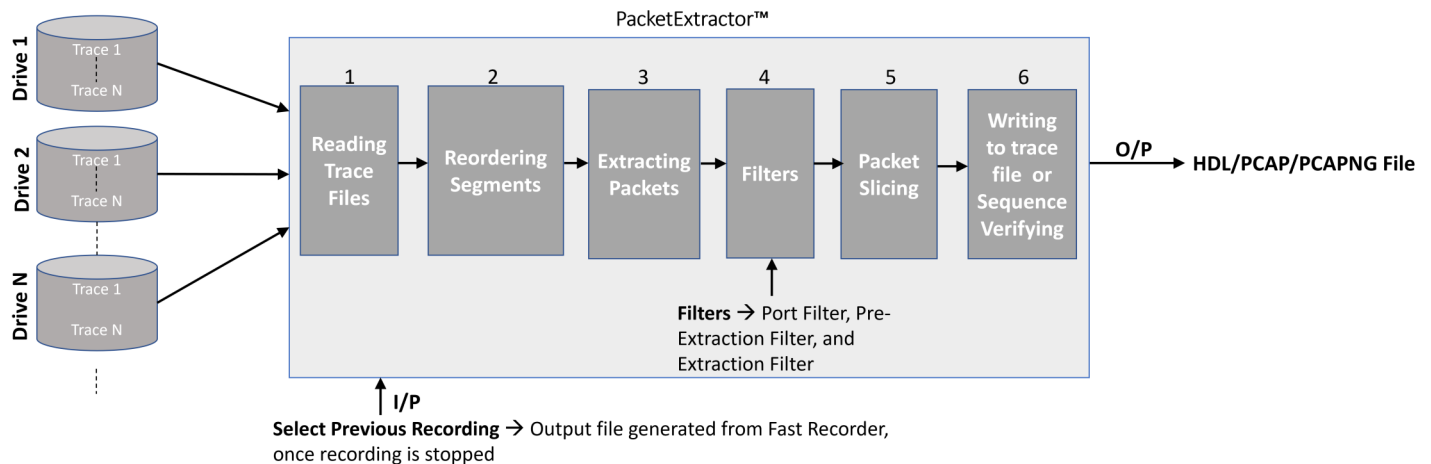 PacketExtractor™
Drive 1
Trace 1
Trace N
Drive 2
Trace 1
Trace N
Drive N
Trace 1
Trace N
1
Reading
Trace
Files
2
Reordering
Segments
3
Extracting
Packets
4
Filters
5
Packet
Slicing
6
Writing
to trace
file or
Sequence
Verifying
O/P
HDL/PCAP/PCAPNG File
Filters → Port Filter, Pre-
Extraction Filter, and
Extraction Filter
I/P
Select Previous Recording → Output file generated from Fast Recorder,
once recording is stopped